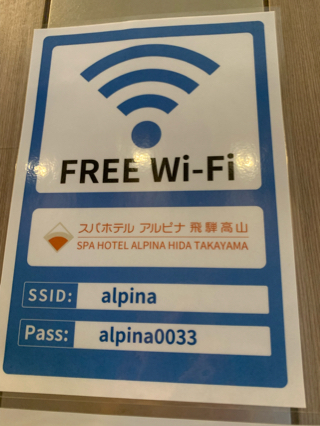 FREE Wi-Fi
スパホテル アルピナ 飛騨高山
SPA HOTEL ALPINA HIDA TAKAYAMA
SSID: alpina
Pass: alpina0033